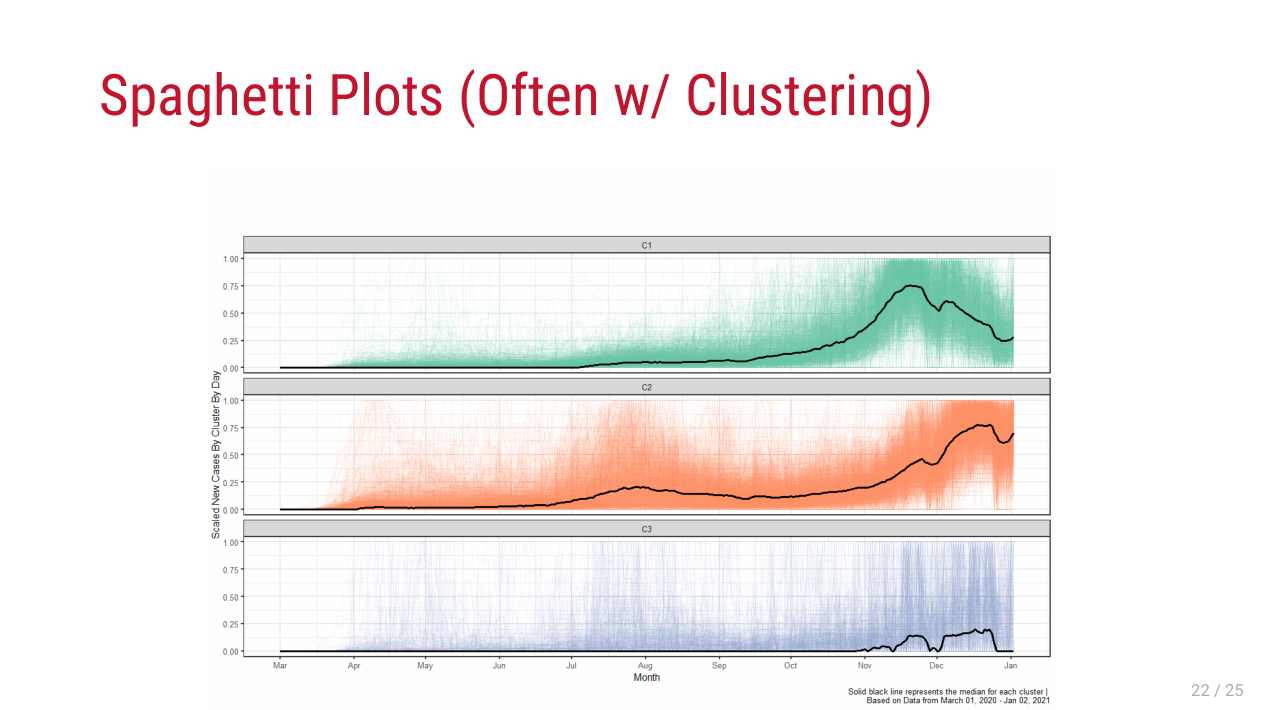 Spaghetti Plots (Often w/ Clustering)
Scaled New Cases By Cluster By Day
C1
1.00
0.75
0.50
0.25
0.00
C2
1.00
0.75
0.50
0.25
0.00
C3
1.00
0.75
0.50
0.25
0.00
Mar Apr May Jun Jul Aug Sep Oct Nov Dec Jan
Month
Solid black line represents the median for each cluster |
Based on Data from March 01, 2020 - Jan 02, 2021
22 / 25